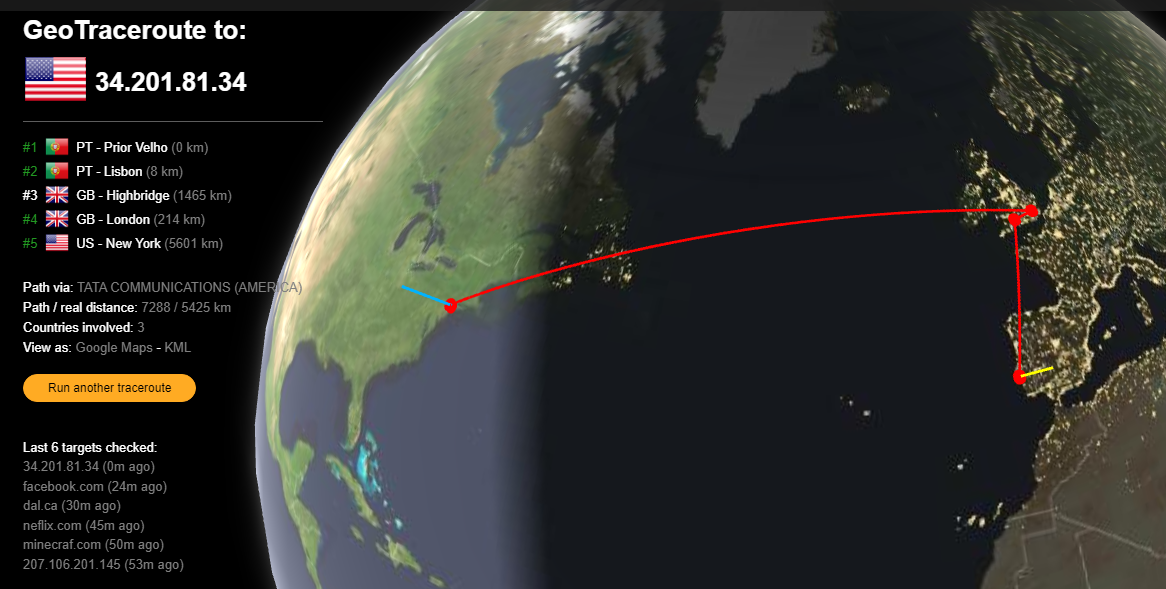 GeoTraceroute to:
34.201.81.34
#1 PT - Prior Velho (0 km)
#2 PT - Lisbon (8 km)
#3 GB - Highbridge (1465 km)
#4 GB - London (214 km)
#5 US - New York (5601 km)
Path via: TATA COMMUNICATIONS (AMERICA)
Path / real distance: 7288 / 5425 km
Countries involved: 3
View as: Google Maps - KML
Run another traceroute
Last 6 targets checked:
34.201.81.34 (0m ago)
facebook.com (24m ago)
dal.ca (30m ago)
neflix.com (45m ago)
minecraf.com (50m ago)
207.106.201.145 (53m ago)